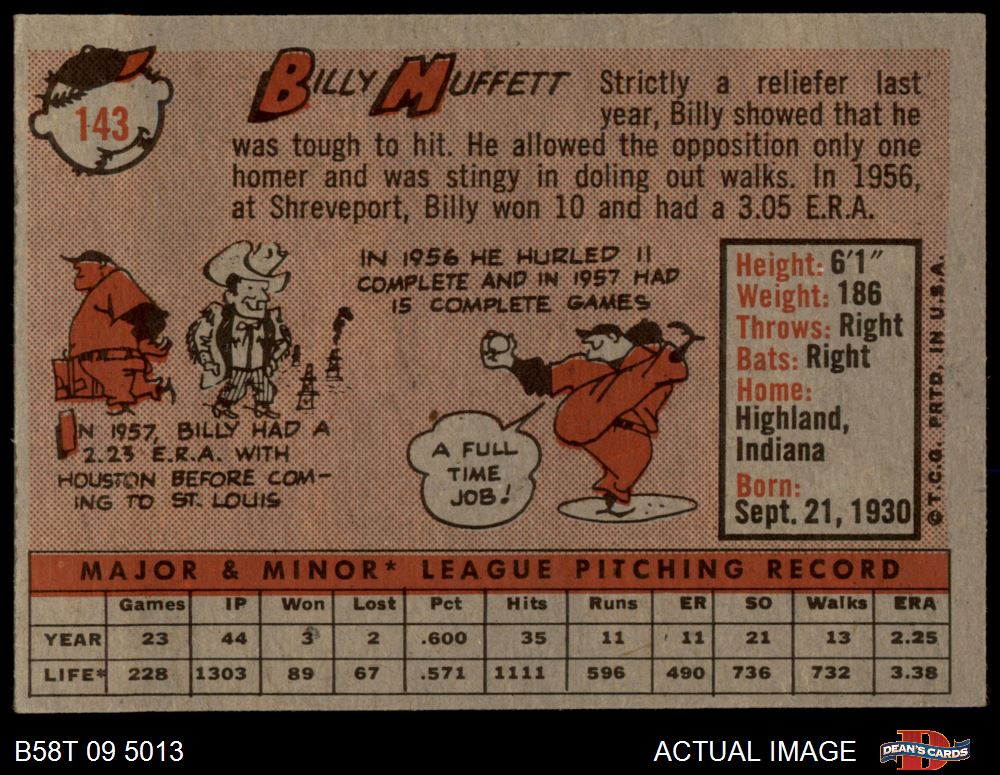 143
BILLY MUFFETT
Strictly a reliefer last
year, Billy showed that he
was tough to hit. He allowed the opposition only one
homer and was stingy in doling out walks. In 1956,
at Shreveport, Billy won 10 and had a 3.05 E.R.A.
IN 1957, BILLY HAD A
2.23 E.R.A. WITH
HOUSTON BEFORE COM-
ING TO ST. LOUIS
IN 1956 HE HURLED 11
COMPLETE AND IN 1957 HAD
15 COMPLETE GAMES
A FULL
TIME
JOB!
Height: 6'1"
Weight: 186
Throws: Right
Bats: Right
Home:
Highland,
Indiana
Born:
Sept. 21, 1930
© T.C.G. PRTD. IN U.S.A.
MAJOR & MINOR* LEAGUE PITCHING RECORD
Games IP Won Lost Pct Hits Runs ER SO Walks ERA
YEAR 23 44 3 2 .600 35 11 11 21 13 2.25
LIFE* 228 1303 89 67 .571 1111 596 490 736 732 3.38
B58T 09 5013
ACTUAL IMAGE
DEAN'S CARDS